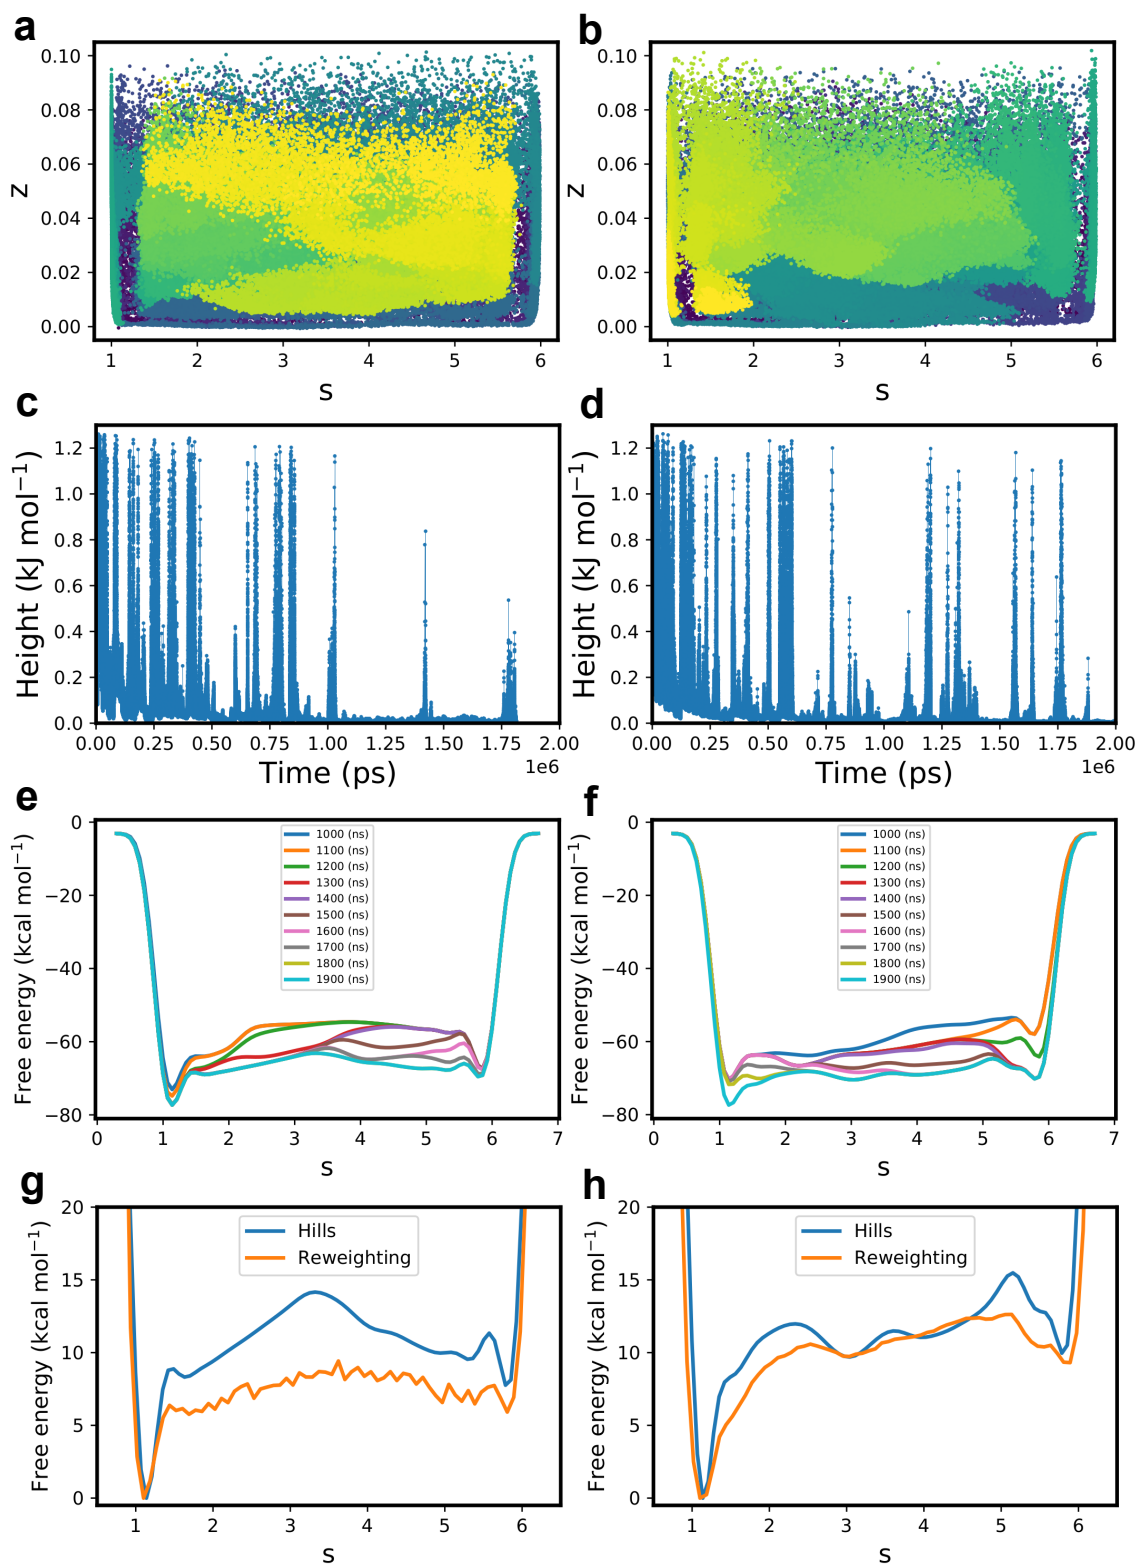 a
0.10
0.08
0.06
0.04
0.02
0.00
z
1 2 3 4 5 6
s
b
0.10
0.08
0.06
0.04
0.02
0.00
z
1 2 3 4 5 6
s
c
1.2
1.0
0.8
0.6
0.4
0.2
0.0
Height (kJ mol⁻¹)
0.00 0.25 0.50 0.75 1.00 1.25 1.50 1.75 2.00
Time (ps)
1e6
d
1.2
1.0
0.8
0.6
0.4
0.2
0.0
Height (kJ mol⁻¹)
0.00 0.25 0.50 0.75 1.00 1.25 1.50 1.75 2.00
Time (ps)
1e6
e
0
−20
−40
−60
−80
Free energy (kcal mol⁻¹)
1000 (ns)
1100 (ns)
1200 (ns)
1300 (ns)
1400 (ns)
1500 (ns)
1600 (ns)
1700 (ns)
1800 (ns)
1900 (ns)
0 1 2 3 4 5 6 7
s
f
0
−20
−40
−60
−80
Free energy (kcal mol⁻¹)
1000 (ns)
1100 (ns)
1200 (ns)
1300 (ns)
1400 (ns)
1500 (ns)
1600 (ns)
1700 (ns)
1800 (ns)
1900 (ns)
0 1 2 3 4 5 6 7
s
g
20
15
10
5
0
Free energy (kcal mol⁻¹)
Hills
Reweighting
1 2 3 4 5 6
s
h
20
15
10
5
0
Free energy (kcal mol⁻¹)
Hills
Reweighting
1 2 3 4 5 6
s